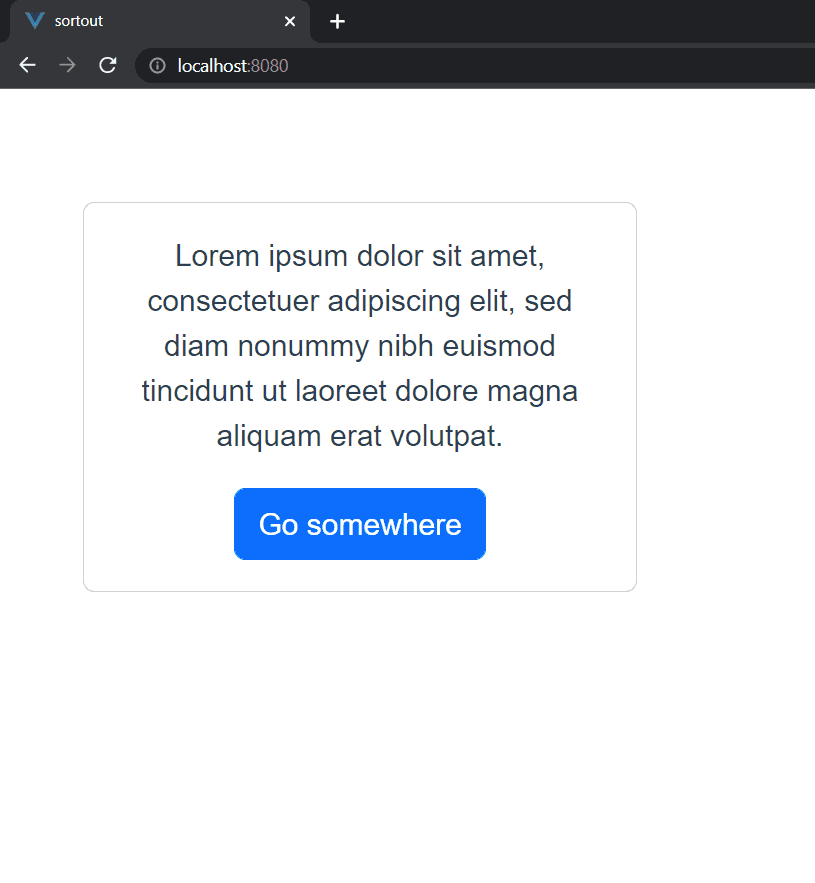 sortout
localhost:8080
Lorem ipsum dolor sit amet,
consectetuer adipiscing elit, sed
diam nonummy nibh euismod
tincidunt ut laoreet dolore magna
aliquam erat volutpat.
Go somewhere